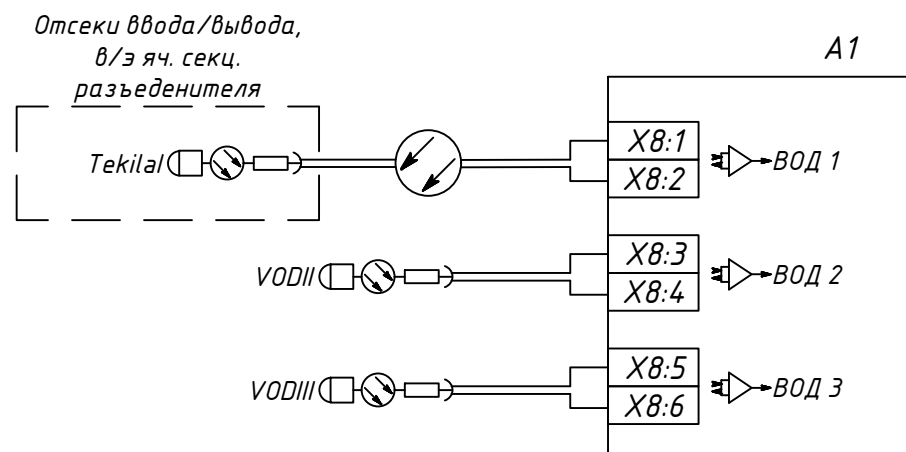 Отсеки ввода/вывода,
в/э яч. секц.
разъеденителя
A1
TekilaI
X8:1
X8:2
ВОД 1
VODII
X8:3
X8:4
ВОД 2
VODIII
X8:5
X8:6
ВОД 3